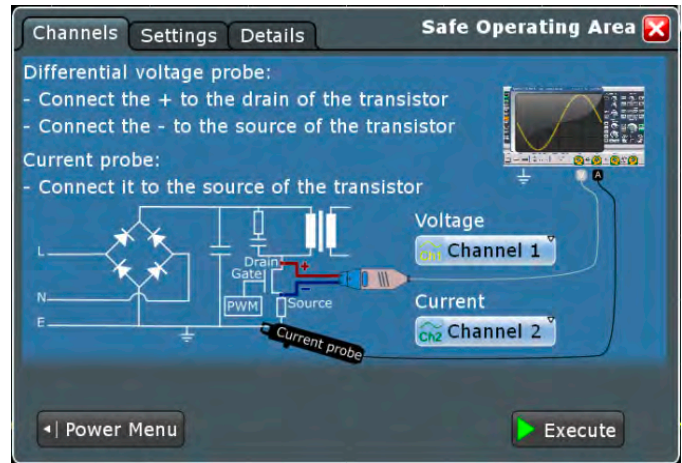 Channels Settings Details Safe Operating Area
Differential voltage probe:
- Connect the + to the drain of the transistor
- Connect the - to the source of the transistor
Current probe:
- Connect it to the source of the transistor
V A
Voltage
Ch1 Channel 1
L
Drain +
Gate
N
PWM
- Source
Current
E
Current probe
Ch2 Channel 2
Power Menu
Execute